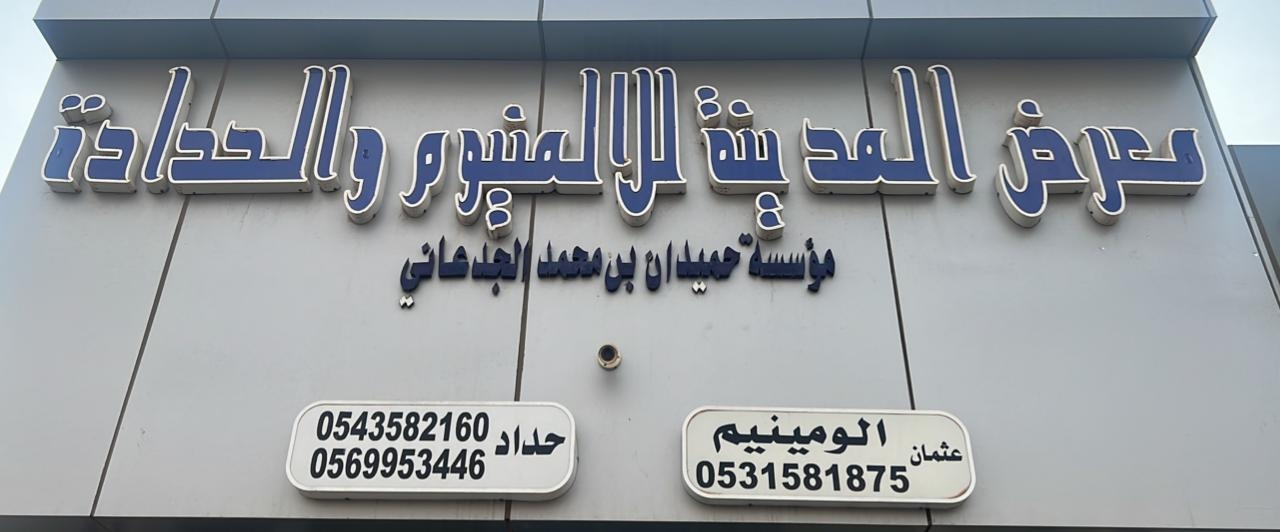 معرض المدينة للالمنيوم والحدادة
مؤسسة حميدان بن محمد الجدعاني
الومينيم
عثمان
0531581875
حداد
0543582160
0569953446